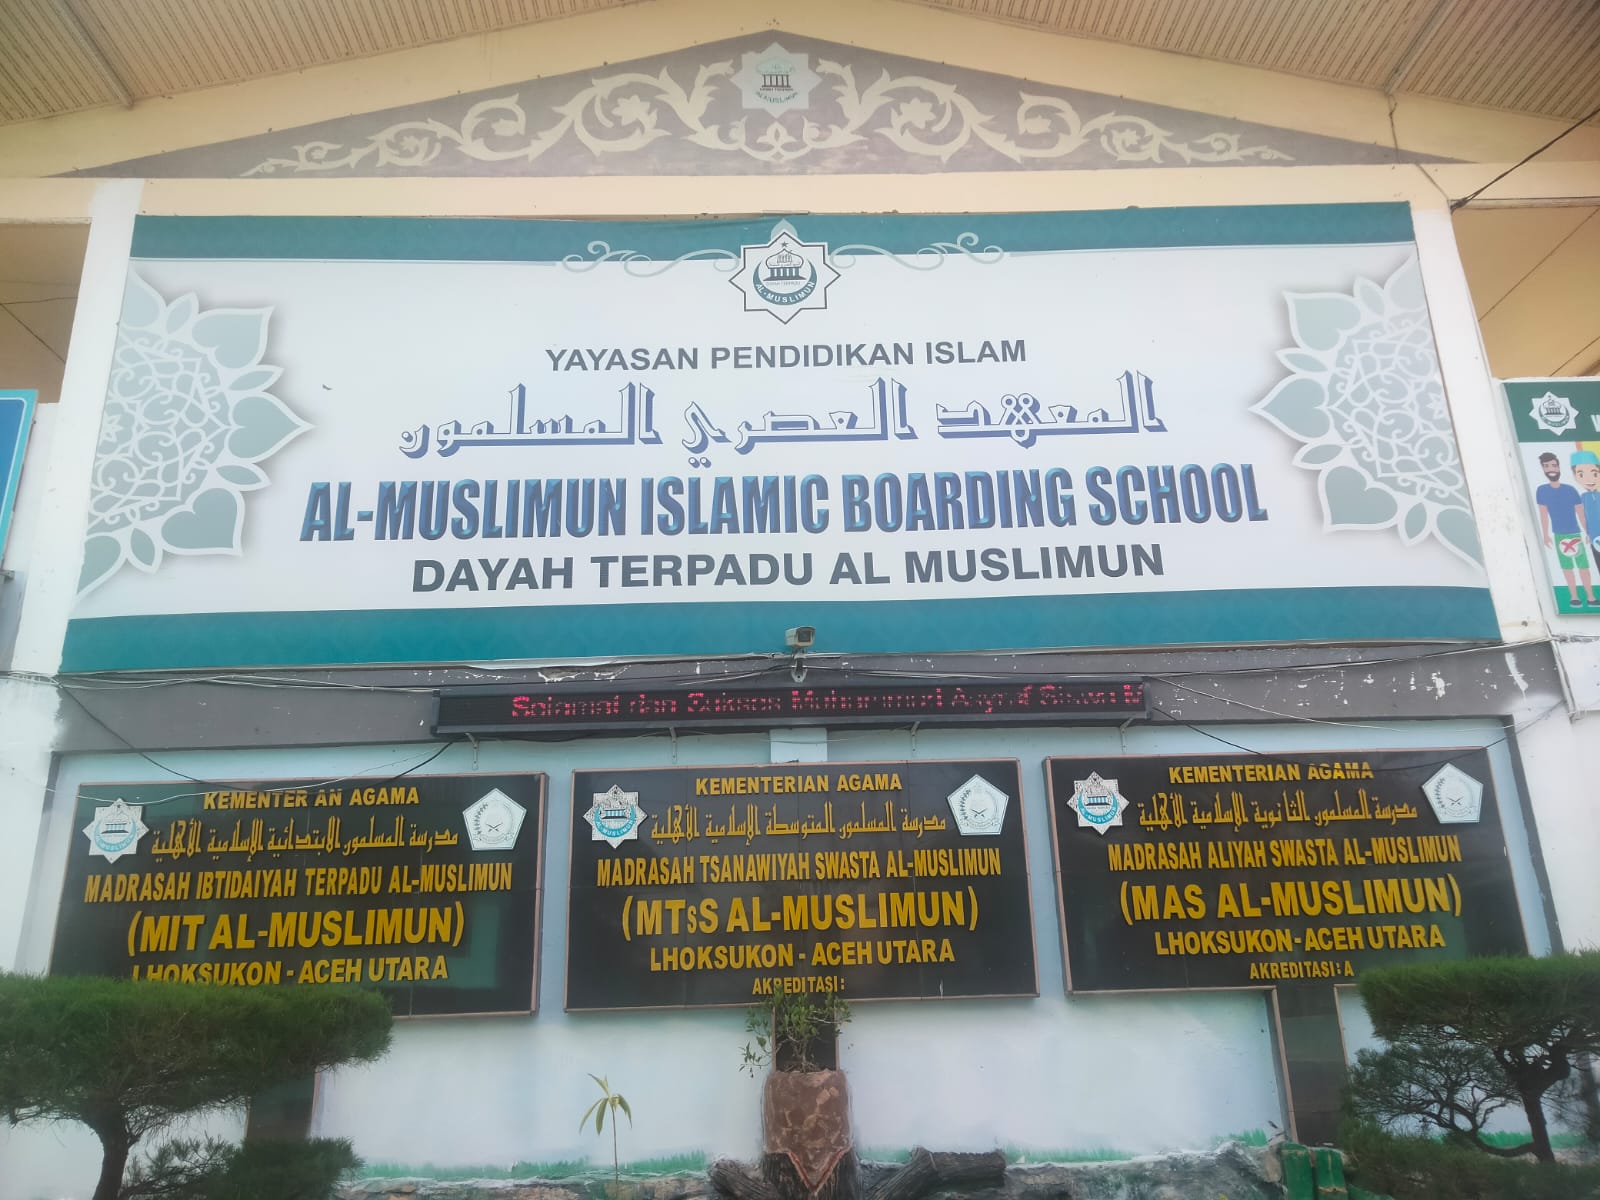 YAYASAN PENDIDIKAN ISLAM
المعهد العصري المسلمون
AL-MUSLIMUN ISLAMIC BOARDING SCHOOL
DAYAH TERPADU AL MUSLIMUN
Selamat dan Sukses
KEMENTER AN AGAMA
مدرسة المسلمون الابتدائية الإسلامية الأهلية
MADRASAH IBTIDAIYAH TERPADU AL-MUSLIMUN
(MIT AL-MUSLIMUN)
LHOKSUKON - ACEH UTARA
KEMENTERIAN AGAMA
مدرسة المسلمون المتوسطة الإسلامية الأهلية
MADRASAH TSANAWIYAH SWASTA AL-MUSLIMUN
(MTsS AL-MUSLIMUN)
LHOKSUKON - ACEH UTARA
AKREDITASI:
KEMENTERIAN AGAMA
مدرسة المسلمون الثانوية الإسلامية الأهلية
MADRASAH ALIYAH SWASTA AL-MUSLIMUN
(MAS AL-MUSLIMUN)
LHOKSUKON - ACEH UTARA
AKREDITASI: A